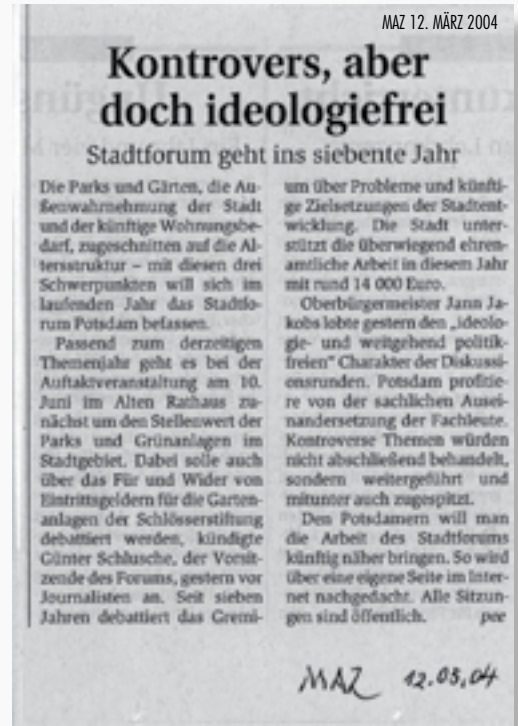 MAZ 12. MÄRZ 2004
Kontrovers, aber
doch ideologiefrei
Stadtforum geht ins siebente Jahr
Die Parks und Gärten, die Au-
ßenwahrnehmung der Stadt
und der künftige Wohnungsbe-
darf, zugeschnitten auf die Al-
tersstruktur – mit diesen drei
Schwerpunkten will sich im
laufenden Jahr das Stadtfo-
rum Potsdam befassen.
Passend zum derzeitigen
Themenjahr geht es bei der
Auftaktveranstaltung am 10.
Juni im Alten Rathaus zu-
nächst um den Stellenwert der
Parks und Grünanlagen im
Stadtgebiet. Dabei solle auch
über das Für und Wider von
Eintrittsgeldern für die Garten-
anlagen der Schlösserstiftung
debattiert werden, kündigte
Günter Schlusche, der Vorsit-
zende des Forums, gestern vor
Journalisten an. Seit sieben
Jahren debattiert das Gremi-
um über Probleme und künfti-
ge Zielsetzungen der Stadtent-
wicklung. Die Stadt unter-
stützt die überwiegend ehren-
amtliche Arbeit in diesem Jahr
mit rund 14 000 Euro.
Oberbürgermeister Jann Ja-
kobs lobte gestern den „ideolo-
gie- und weitgehend politik-
freien" Charakter der Diskussi-
onsrunden. Potsdam profitie-
re von der sachlichen Ausei-
nandersetzung der Fachleute.
Kontroverse Themen würden
nicht abschließend behandelt,
sondern weitergeführt und
mitunter auch zugespitzt.
Den Potsdamern will man
die Arbeit des Stadtforums
künftig näher bringen. So wird
über eine eigene Seite im Inter-
net nachgedacht. Alle Sitzun-
gen sind öffentlich. pee
MAZ 12.03.04